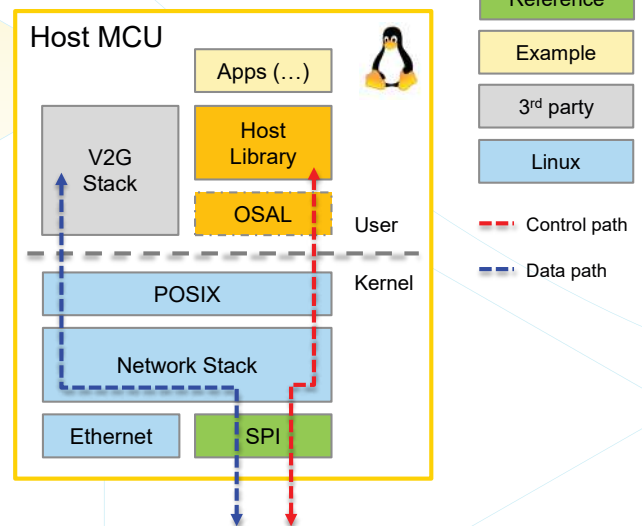 Host MCU
Apps (…)
V2G
Stack
Host
Library
OSAL
User
Kernel
POSIX
Network Stack
Ethernet
SPI
Reference
Example
3rd party
Linux
Control path
Data path